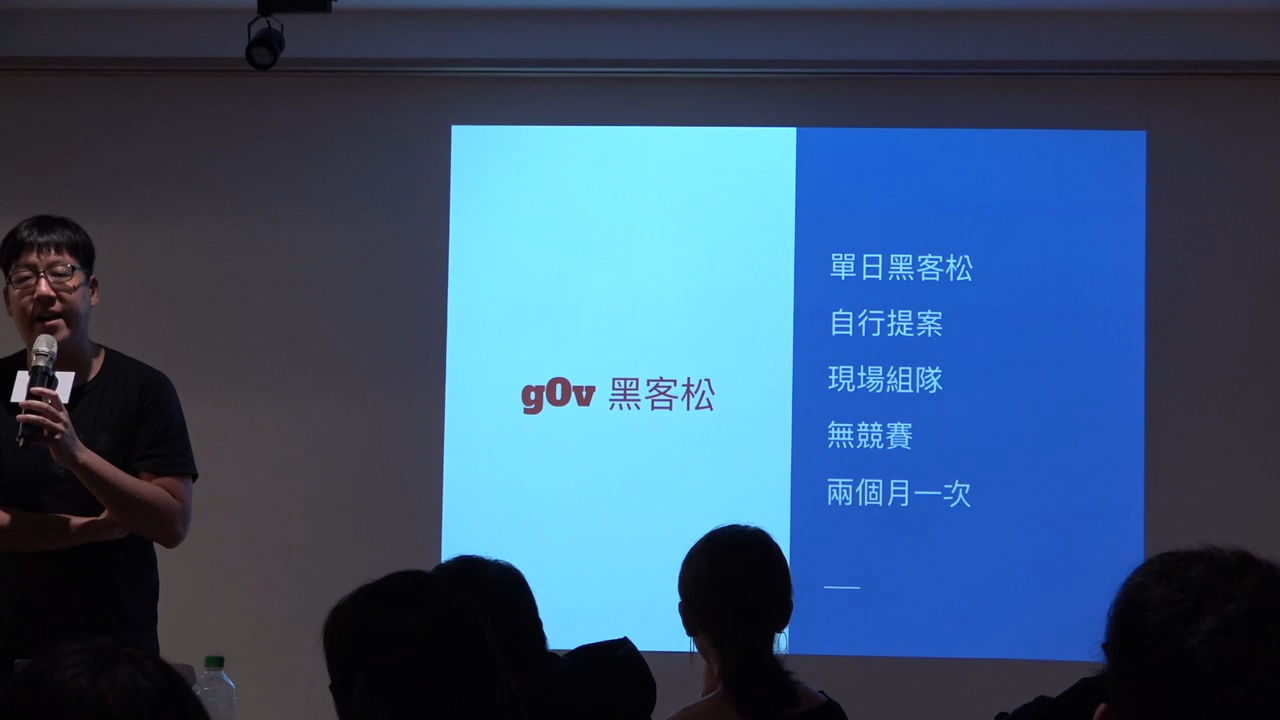 g0v 黑客松
單日黑客松
自行提案
現場組隊
無競賽
兩個月一次